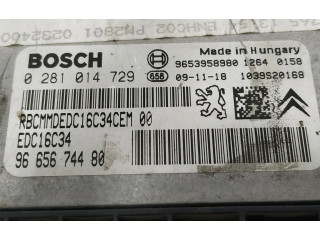 BOSCH
Made in Hungary
9653958980 1264 0158
0 281 014 729
656
09-11-18
1039S20168
RBCMMDEDC16C34CEM 00
EDC16C34
96 656 744 80